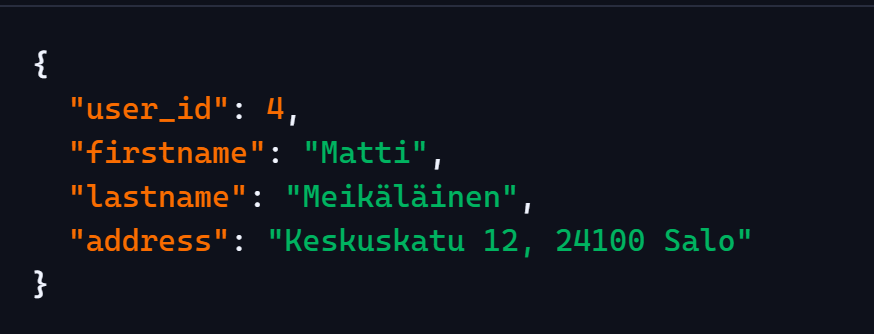 {
  "user_id": 4,
  "firstname": "Matti",
  "lastname": "Meikäläinen",
  "address": "Keskuskatu 12, 24100 Salo"
}